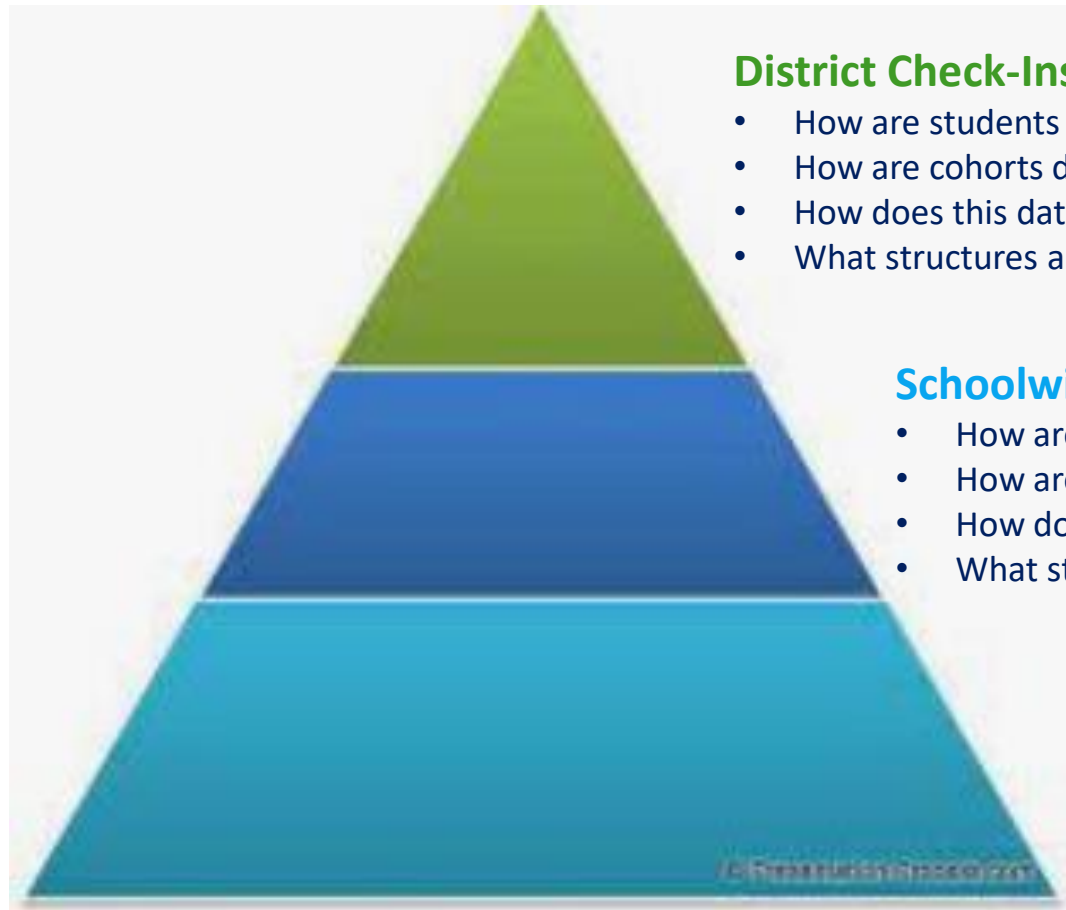 District Check-Ins
• How are students
• How are cohorts d
• How does this dat
• What structures a
Schoolwi
• How are
• How are
• How do
• What st